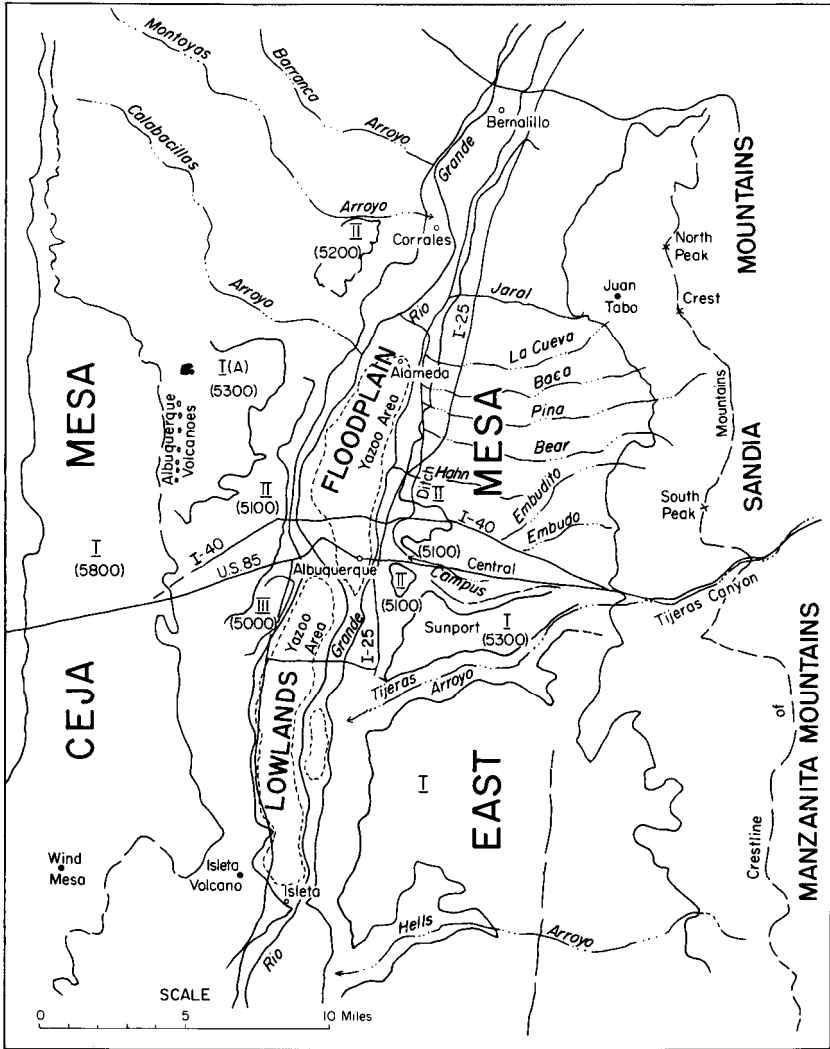 Montoyas
Barranca
Arroyo
Calabacillas
Arroyo
Grande
Bernalillo
MOUNTAINS
II
(5200)
Corrales
North
Peak
Arroyo
Rio
I-25
Jaral
Juan
Tabo
Crest
La Cueva
MESA
I(A)
(5300)
Albuquerque
Volcanoes
FLOODPLAIN
Alameda
Yazoo Area
MESA
Baca
Pina
Bear
Mountains
SANDIA
Ditch
Hahn
II
Embudito
South
Peak
II
(5100)
I-40
Embudo
I
(5800)
I-40
U.S. 85
Albuquerque
(5100)
Central
Campus
II
(5100)
Tijeras Canyon
III
(5000)
Yazoo
Area
Grande
I-25
Sunport
I
(5300)
Tijeras
Arroyo
CEJA
LOWLANDS
I
EAST
of
MANZANITA MOUNTAINS
Crestline
Wind
Mesa
Isleta
Volcano
Isleta
Hells
Arroyo
Rio
SCALE
0 5 10 Miles